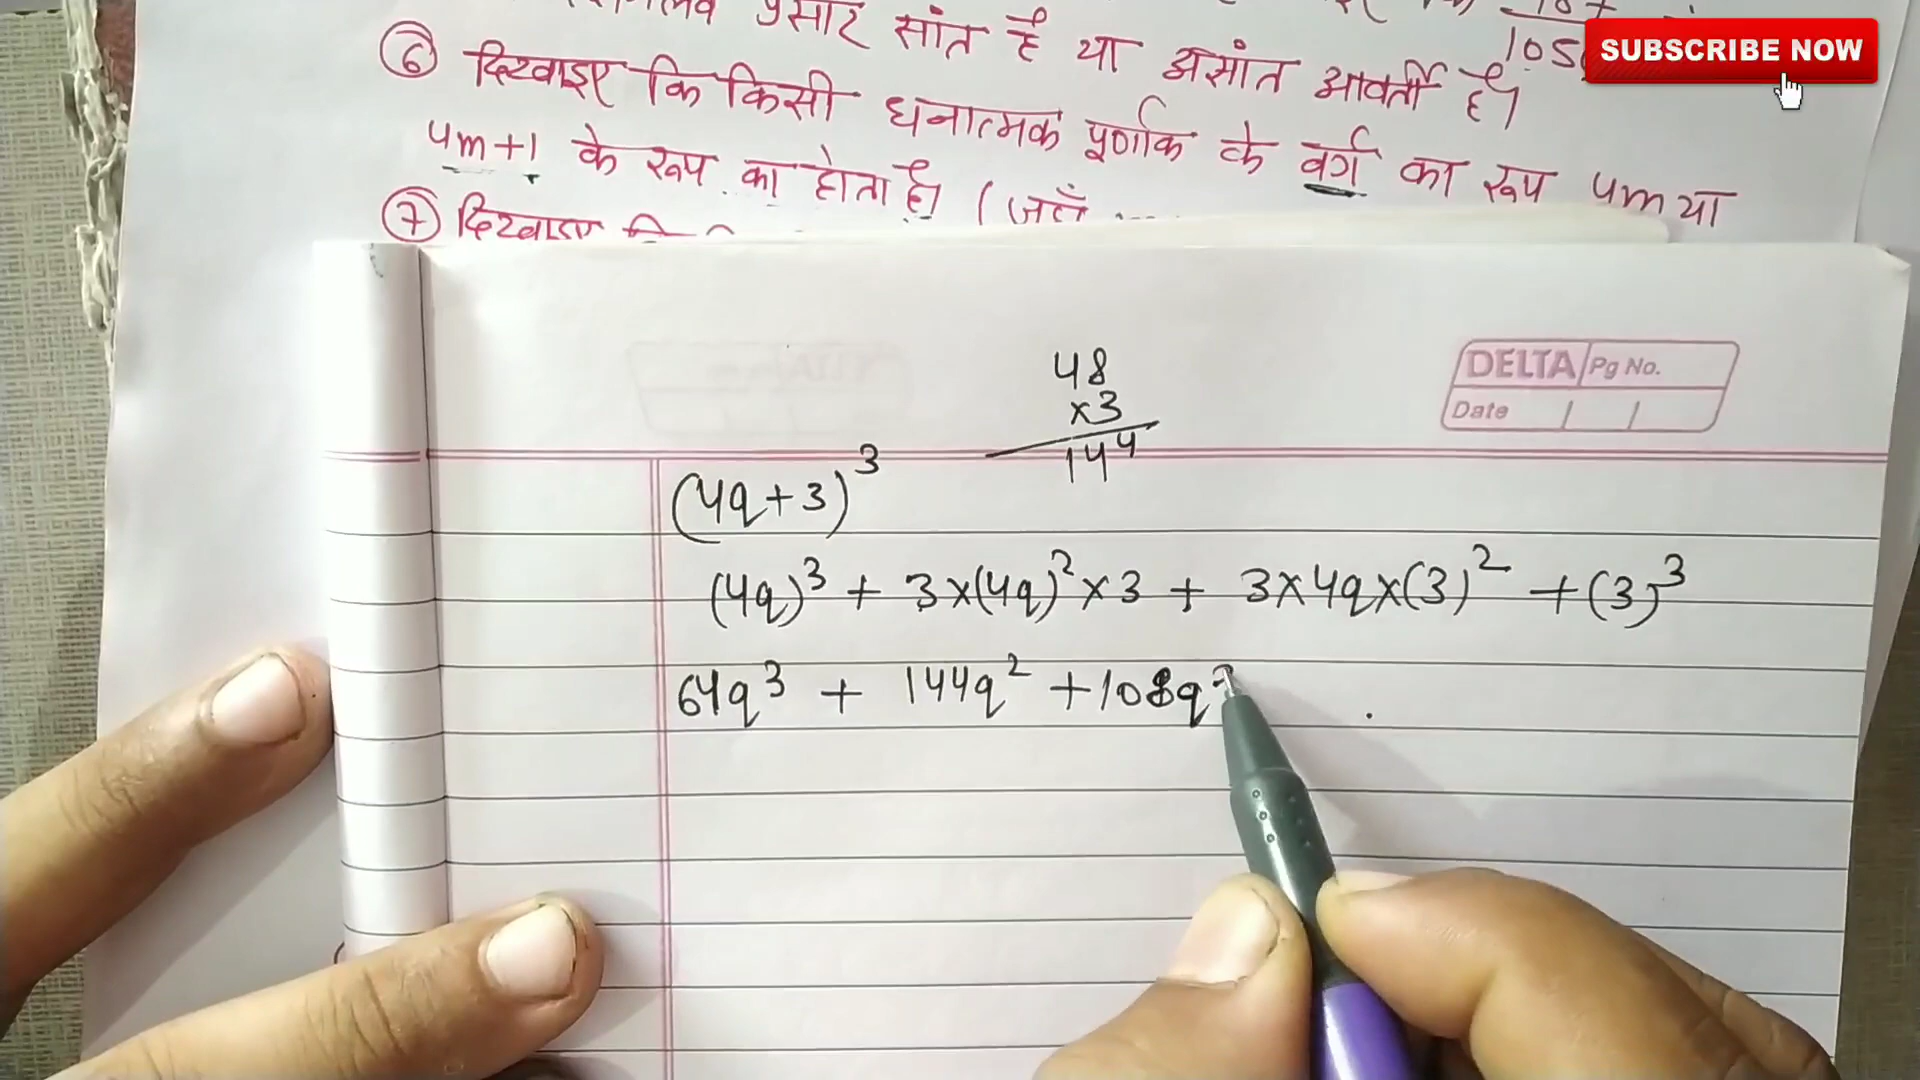 प्रसार सांत है या असांत आवर्ती है।
SUBSCRIBE NOW
⑥ दिखाइए कि किसी धनात्मक पूर्णांक के वर्ग का रूप 4m या
4m+1 के रूप का होता है। (जहाँ
⑦ दिखाइए कि
DELTA Pg No.
Date / /
48
×3
144
(4q+3)³
(4q)³ + 3×(4q)²×3 + 3×4q×(3)² + (3)³
64q³ + 144q² + 108q